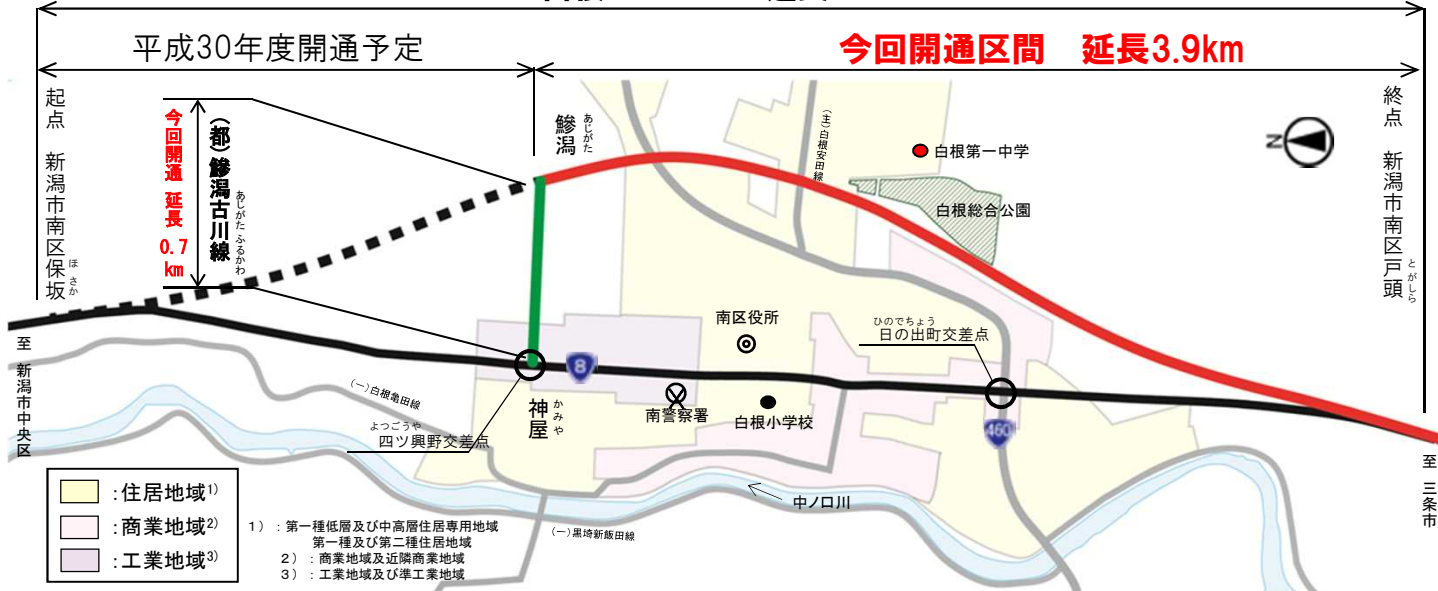 平成30年度開通予定
今回開通区間 延長3.9km
起点 新潟市南区保坂
ほさか
今回開通 延長 0.7km
(都)鯵潟古川線
あじがた ふるかわ
鯵潟
あじがた
(主)白根安田線
白根第一中学
白根総合公園
N
終点 新潟市南区戸頭
とがしら
南区役所
ひのでちょう
日の出町交差点
至 新潟市中央区
8
(一)白根亀田線
神屋
かみや
よつごうや
四ツ興野交差点
南警察署
白根小学校
460
至 三条市
中ノ口川
(一)黒埼新飯田線
:住居地域1)
:商業地域2)
:工業地域3)
1) :第一種低層及び中高層住居専用地域
第一種及び第二種住居地域
2) :商業地域及近隣商業地域
3) :工業地域及び準工業地域